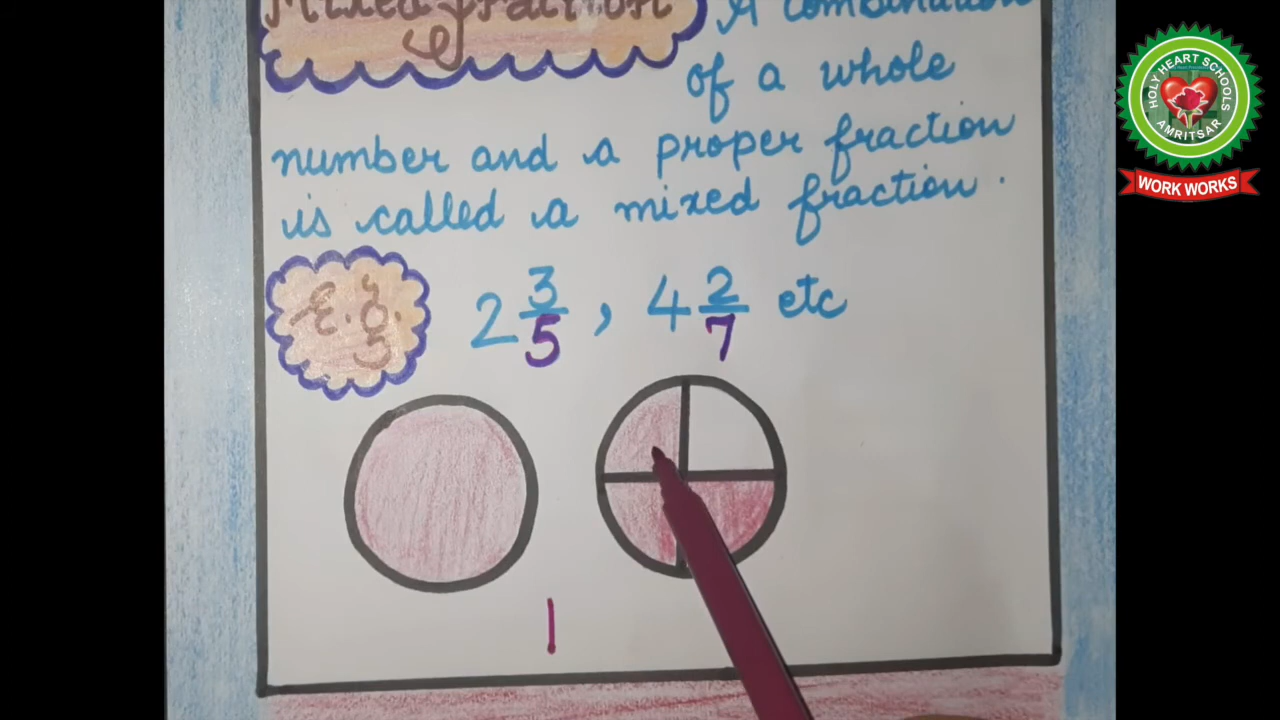 Mixed fraction
A combination
of a whole
number and a proper fraction
is called a mixed fraction.
E.g.
2 3/5, 4 2/7 etc
1
HOLY HEART SCHOOLS
AMRITSAR
WORK WORKS